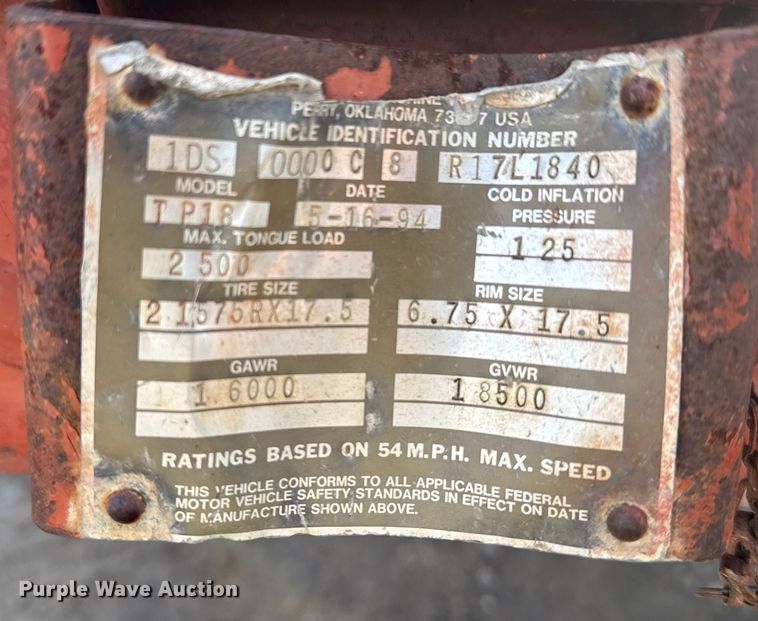 PERRY, OKLAHOMA 73 7 USA
VEHICLE IDENTIFICATION NUMBER
1DS 0000 C 8 R17L1840
MODEL DATE COLD INFLATION PRESSURE
TP18 5-16-94
MAX. TONGUE LOAD 125
2500
TIRE SIZE RIM SIZE
21575RX17.5 6.75 X 17.5
GAWR GVWR
16000 18500
RATINGS BASED ON 54 M.P.H. MAX. SPEED
THIS VEHICLE CONFORMS TO ALL APPLICABLE FEDERAL
MOTOR VEHICLE SAFETY STANDARDS IN EFFECT ON DATE
OF MANUFACTURE SHOWN ABOVE.
Purple Wave Auction